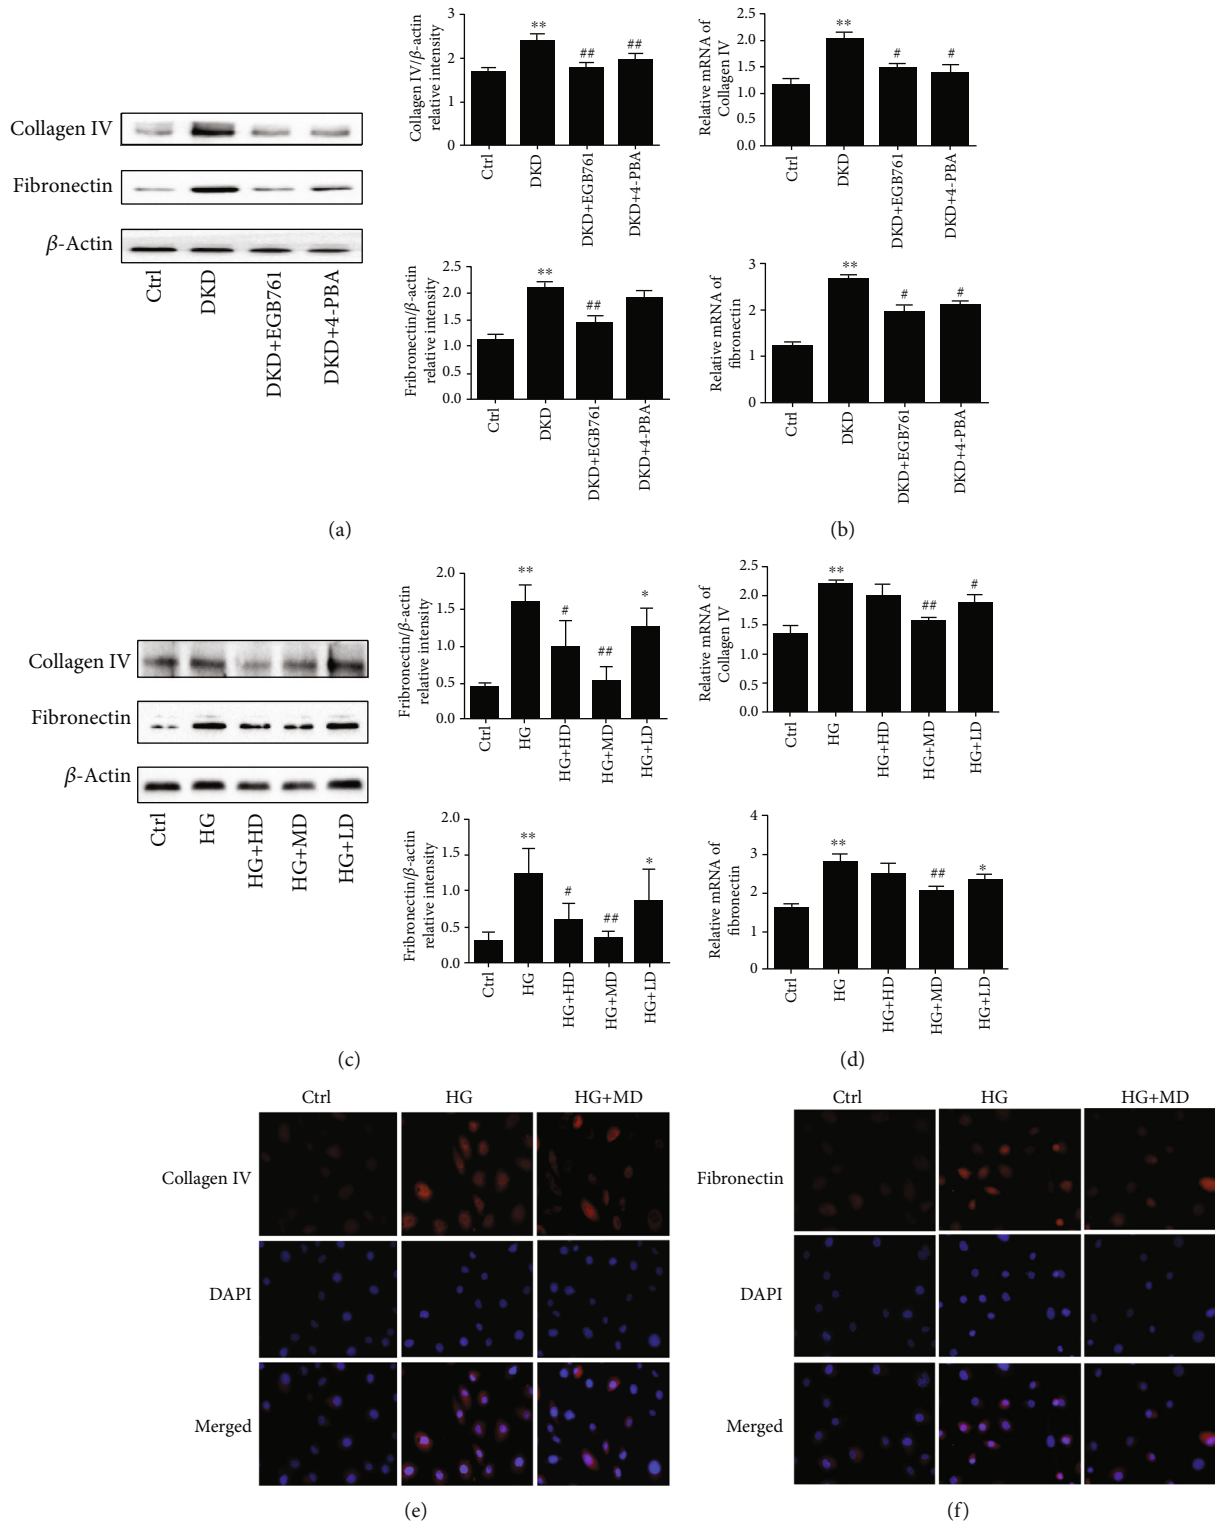 Collagen IV
Fibronectin
β-Actin
Ctrl
DKD
DKD+EGB761
DKD+4-PBA
Collagen IV/β-actin
relative intensity
3
2
1
0
**
##
##
Ctrl
DKD
DKD+EGB761
DKD+4-PBA
Relative mRNA of
Collagen IV
2.5
2.0
1.5
1.0
0.5
0.0
**
#
#
Ctrl
DKD
DKD+EGB761
DKD+4-PBA
Fribronectin/β-actin
relative intensity
2.5
2.0
1.5
1.0
0.5
0.0
**
##
Ctrl
DKD
DKD+EGB761
DKD+4-PBA
Relative mRNA of
fibronectin
3
2
1
0
**
#
#
Ctrl
DKD
DKD+EGB761
DKD+4-PBA
(a)
(b)
Collagen IV
Fibronectin
β-Actin
Ctrl
HG
HG+HD
HG+MD
HG+LD
Fribronectin/β-actin
relative intensity
2.0
1.5
1.0
0.5
0.0
**
#
##
*
Ctrl
HG
HG+HD
HG+MD
HG+LD
Relative mRNA of
Collagen IV
2.5
2.0
1.5
1.0
0.5
0.0
**
##
#
Ctrl
HG
HG+HD
HG+MD
HG+LD
Fribronectin/β-actin
relative intensity
2.0
1.5
1.0
0.5
0.0
**
#
##
*
Ctrl
HG
HG+HD
HG+MD
HG+LD
Relative mRNA of
fibronectin
4
3
2
1
0
**
##
*
Ctrl
HG
HG+HD
HG+MD
HG+LD
(c)
(d)
Ctrl
HG
HG+MD
Collagen IV
DAPI
Merged
(e)
Ctrl
HG
HG+MD
Fibronectin
DAPI
Merged
(f)